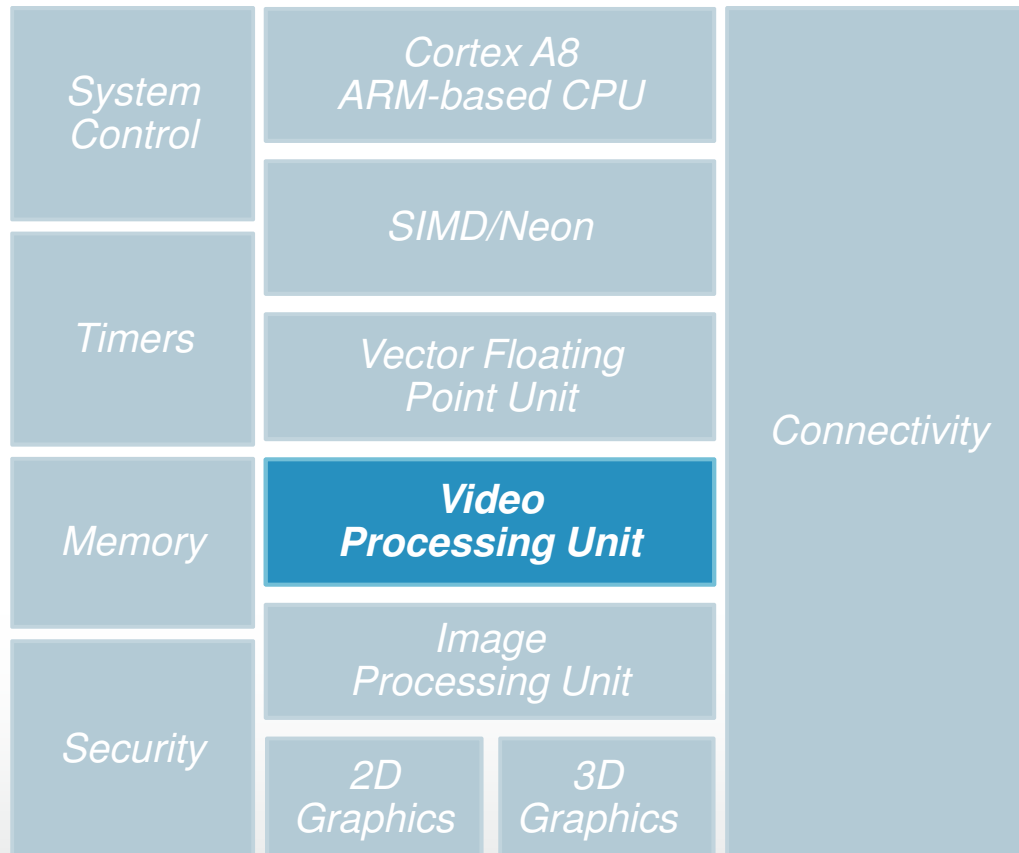 System
Control
Timers
Memory
Security
Cortex A8
ARM-based CPU
SIMD/Neon
Vector Floating
Point Unit
Video
Processing Unit
Image
Processing Unit
2D
Graphics
3D
Graphics
Connectivity